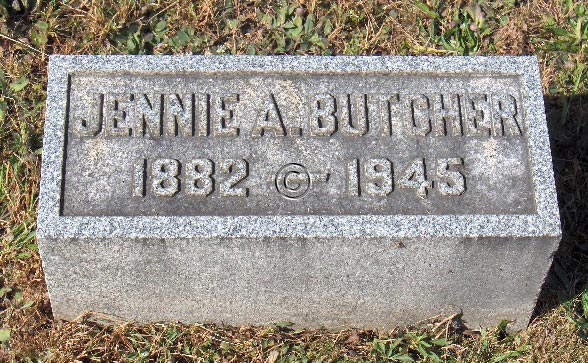 JENNIE A. BUTCHER
1882 - © - 1945